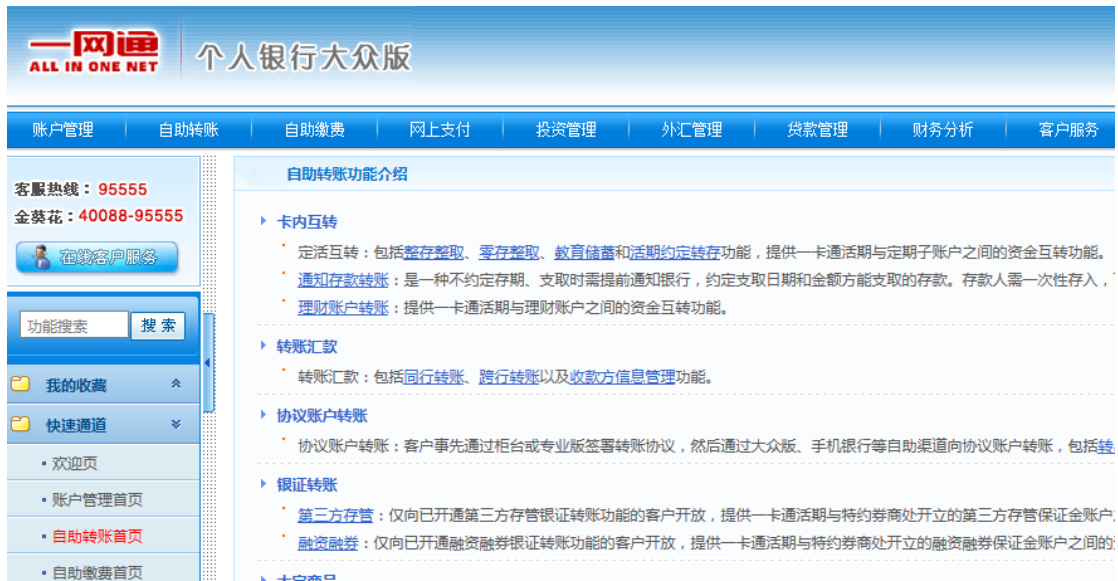 一网通
ALL IN ONE NET
个人银行大众版
账户管理 自助转账 自助缴费 网上支付 投资管理 外汇管理 贷款管理 财务分析 客户服务
客服热线：95555
金葵花：40088-95555
在线客户服务
功能搜索 搜 索
我的收藏
快速通道
欢迎页
账户管理首页
自助转账首页
自助缴费首页
自助转账功能介绍
卡内互转
定活互转：包括整存整取、零存整取、教育储蓄和活期约定转存功能，提供一卡通活期与定期子账户之间的资金互转功能。
通知存款转账：是一种不约定存期、支取时需提前通知银行，约定支取日期和金额方能支取的存款。存款人需一次性存入，
理财账户转账：提供一卡通活期与理财账户之间的资金互转功能。
转账汇款
转账汇款：包括同行转账、跨行转账以及收款方信息管理功能。
协议账户转账
协议账户转账：客户事先通过柜台或专业版签署转账协议，然后通过大众版、手机银行等自助渠道向协议账户转账，包括转
银证转账
第三方存管：仅向已开通第三方存管银证转账功能的客户开放，提供一卡通活期与特约券商处开立的第三方存管保证金账户
融资融券：仅向已开通融资融券银证转账功能的客户开放，提供一卡通活期与特约券商处开立的融资融券保证金账户之间的